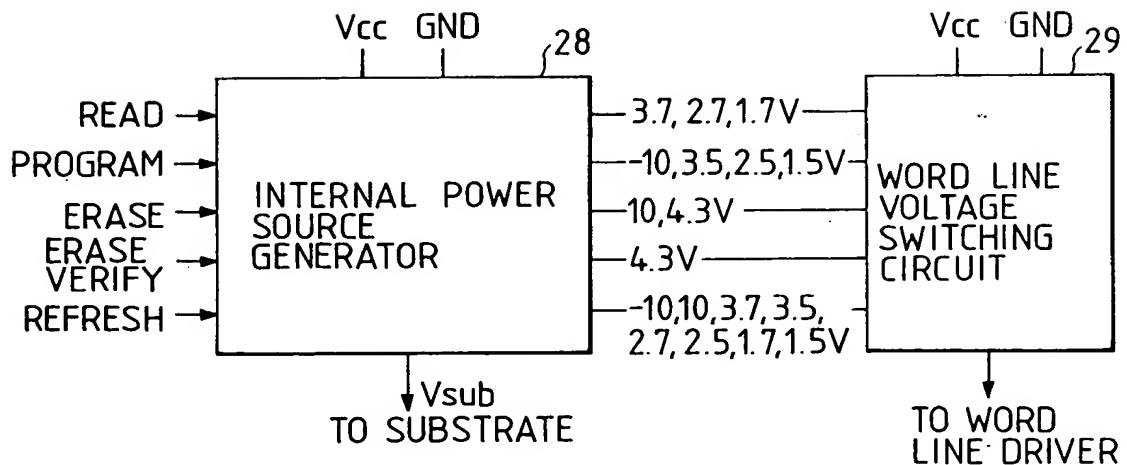 Vcc GND 28
Vcc GND 29
READ
PROGRAM
ERASE
ERASE
VERIFY
REFRESH
INTERNAL POWER
SOURCE
GENERATOR
3.7, 2.7, 1.7V
-10, 3.5, 2.5, 1.5V
10, 4.3V
4.3V
-10, 10, 3.7, 3.5,
2.7, 2.5, 1.7, 1.5V
WORD LINE
VOLTAGE
SWITCHING
CIRCUIT
Vsub
TO SUBSTRATE
TO WORD
LINE DRIVER